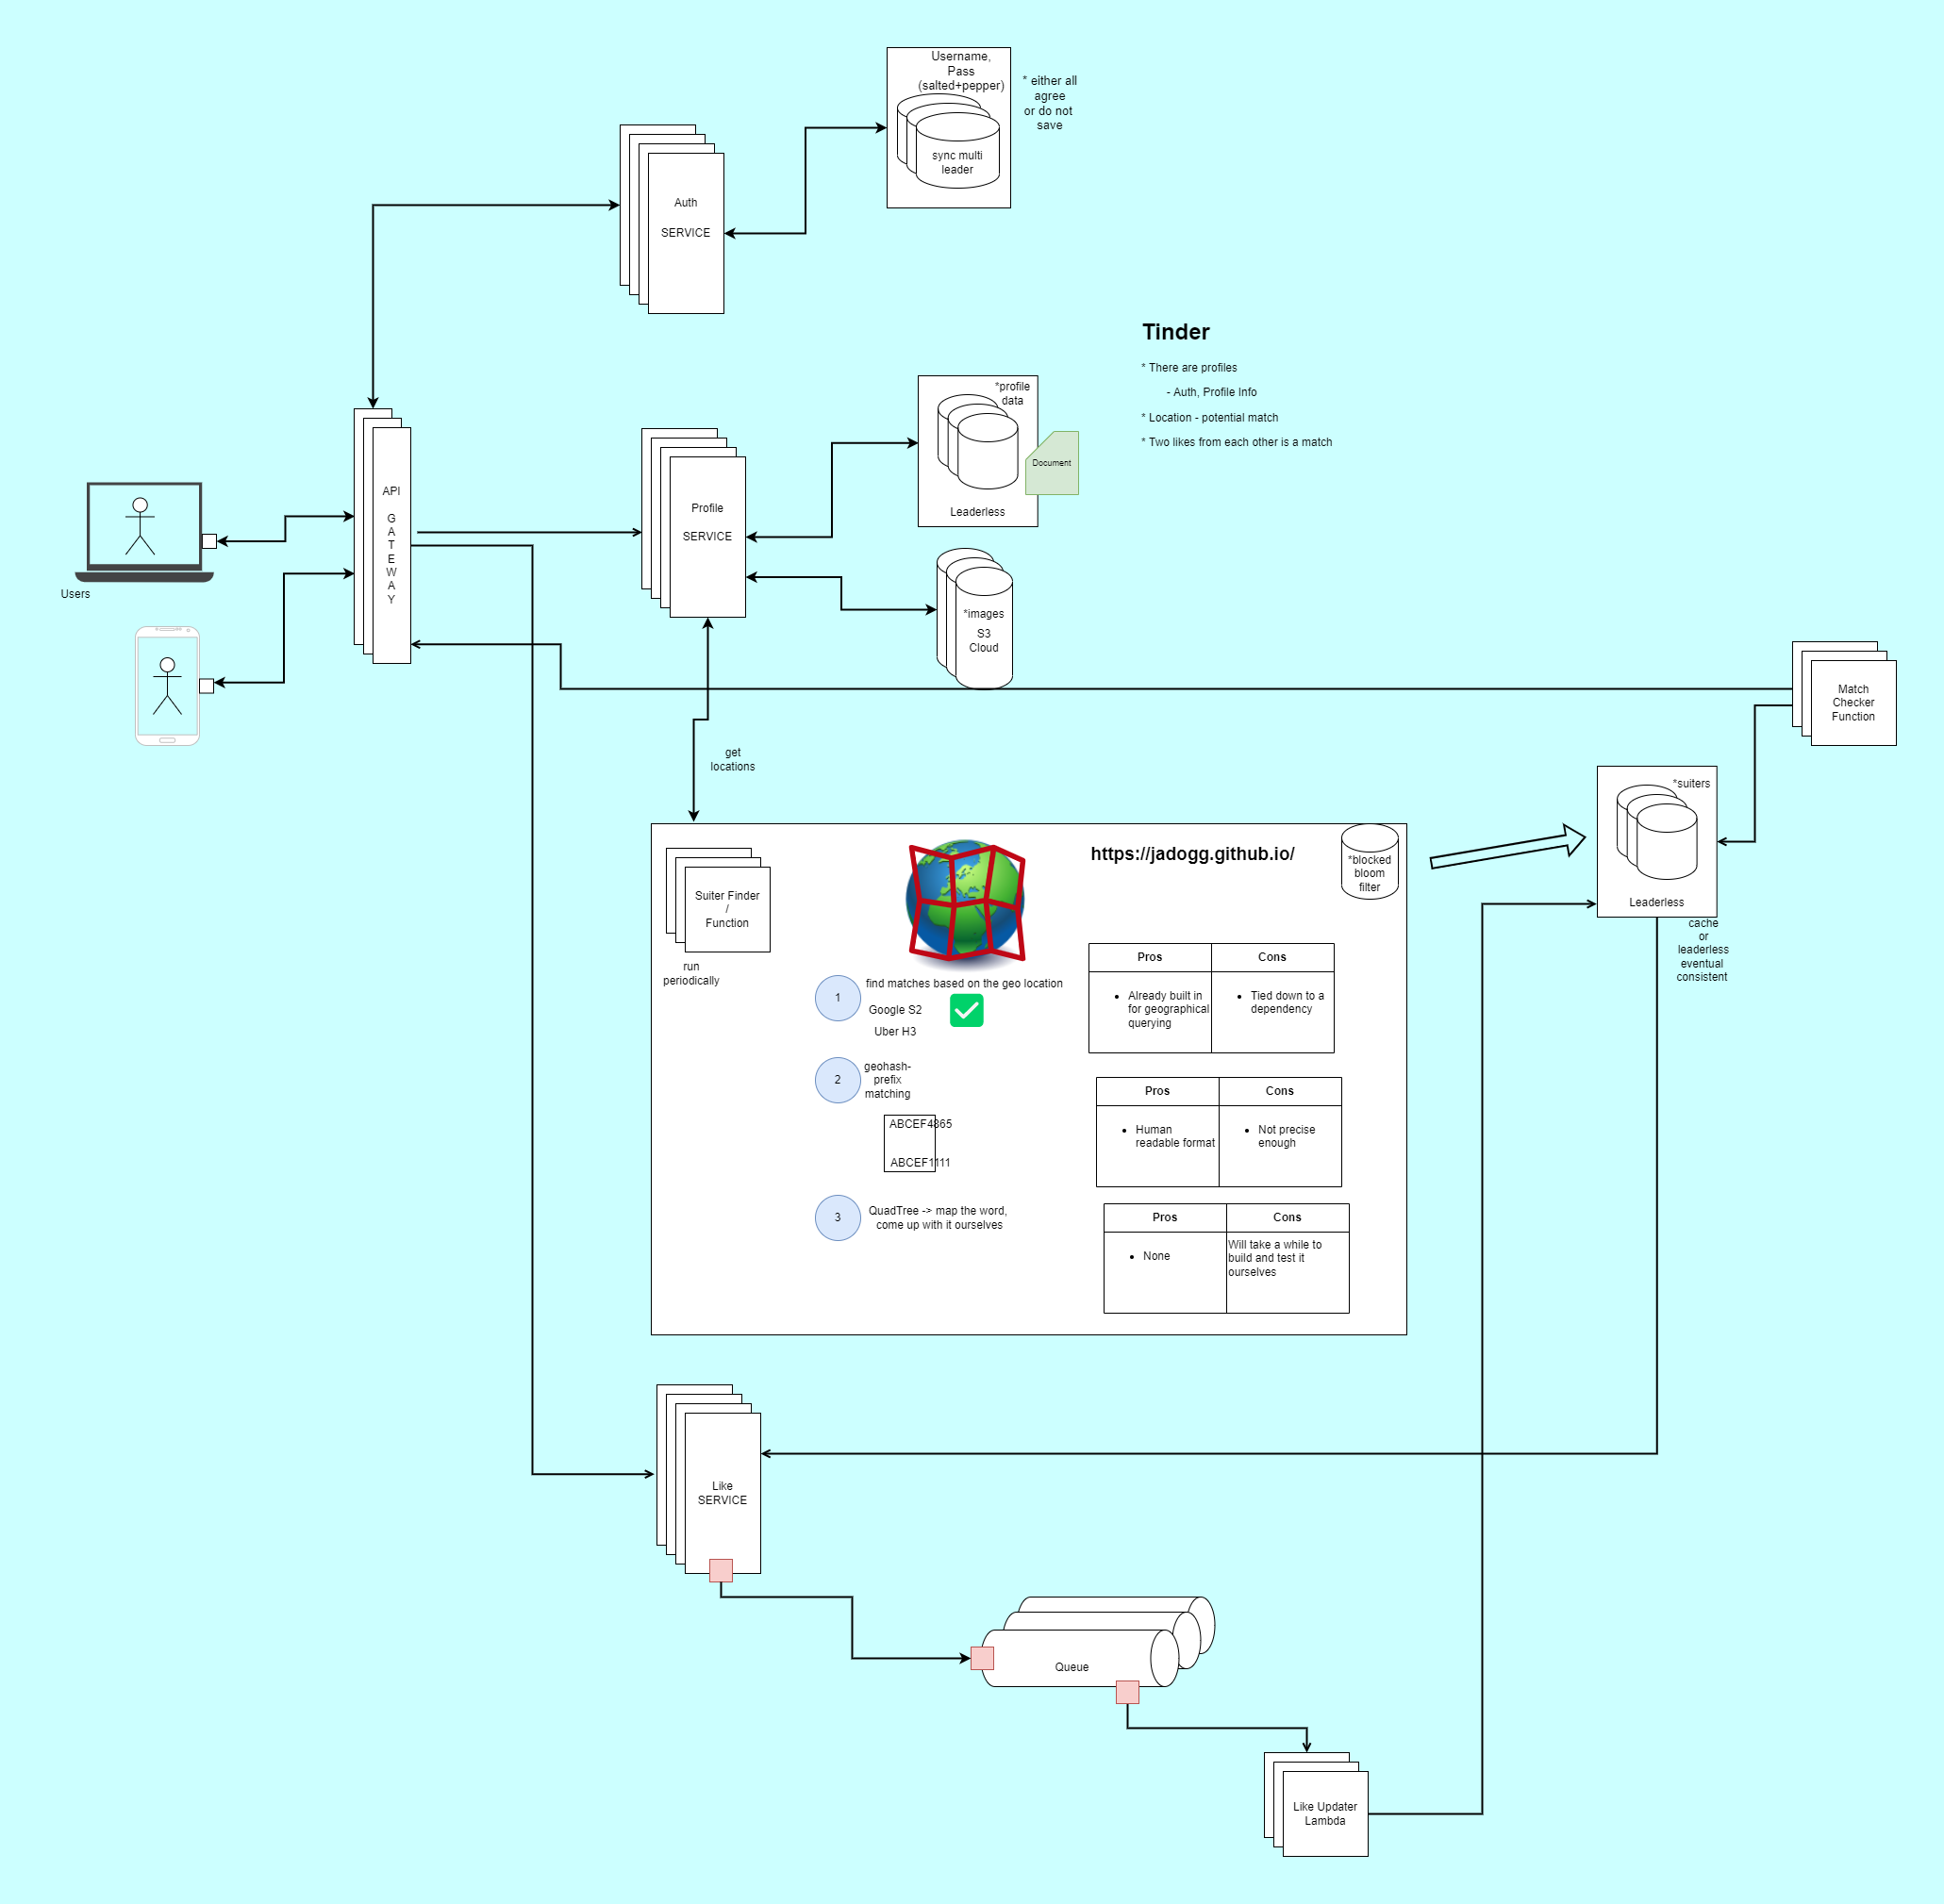 Username,
Pass
(salted+pepper)
* either all
agree
or do not
save
sync multi
leader
Auth
SERVICE
Tinder
* There are profiles
- Auth, Profile Info
* Location - potential match
* Two likes from each other is a match
*profile
data
Document
Leaderless
API
G
A
T
E
W
A
Y
Profile
SERVICE
Users
*images
S3
Cloud
Match
Checker
Function
get
locations
*suiters
Leaderless
cache
or
leaderless
eventual
consistent
https://jadogg.github.io/
*blocked
bloom
filter
Suiter Finder
/
Function
run
periodically
1
find matches based on the geo location
Google S2
Uber H3
Pros
Cons
Already built in
for geographical
querying
Tied down to a
dependency
2
geohash-
prefix
matching
ABCEF4865
ABCEF1111
Pros
Cons
Human
readable format
Not precise
enough
3
QuadTree -> map the word,
come up with it ourselves
Pros
Cons
None
Will take a while to
build and test it
ourselves
Like
SERVICE
Queue
Like Updater
Lambda